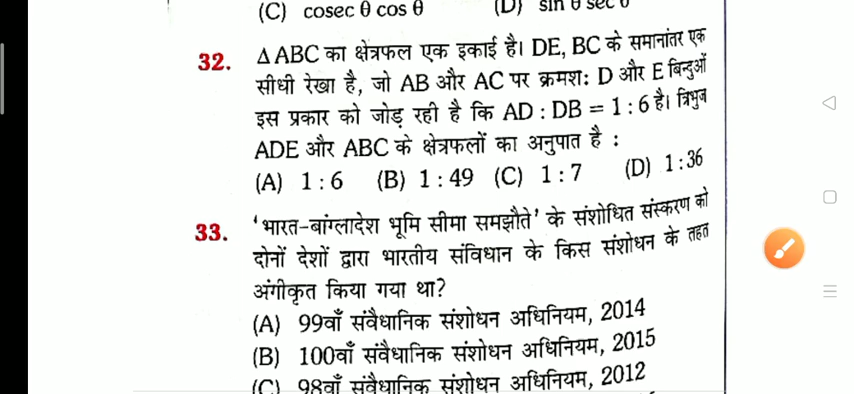 (C) cosec θ cos θ (D) sin θ sec θ
32. Δ ABC का क्षेत्रफल एक इकाई है। DE, BC के समानांतर एक
सीधी रेखा है, जो AB और AC पर क्रमश: D और E बिन्दुओं
इस प्रकार को जोड़ रही है कि AD : DB = 1 : 6 है। त्रिभुज
ADE और ABC के क्षेत्रफलों का अनुपात है :
(A) 1 : 6 (B) 1 : 49 (C) 1 : 7 (D) 1 : 36
33. 'भारत-बांग्लादेश भूमि सीमा समझौते' के संशोधित संस्करण को
दोनों देशों द्वारा भारतीय संविधान के किस संशोधन के तहत
अंगीकृत किया गया था?
(A) 99वाँ संवैधानिक संशोधन अधिनियम, 2014
(B) 100वाँ संवैधानिक संशोधन अधिनियम, 2015
(C) 98वाँ संवैधानिक संशोधन अधिनियम, 2012